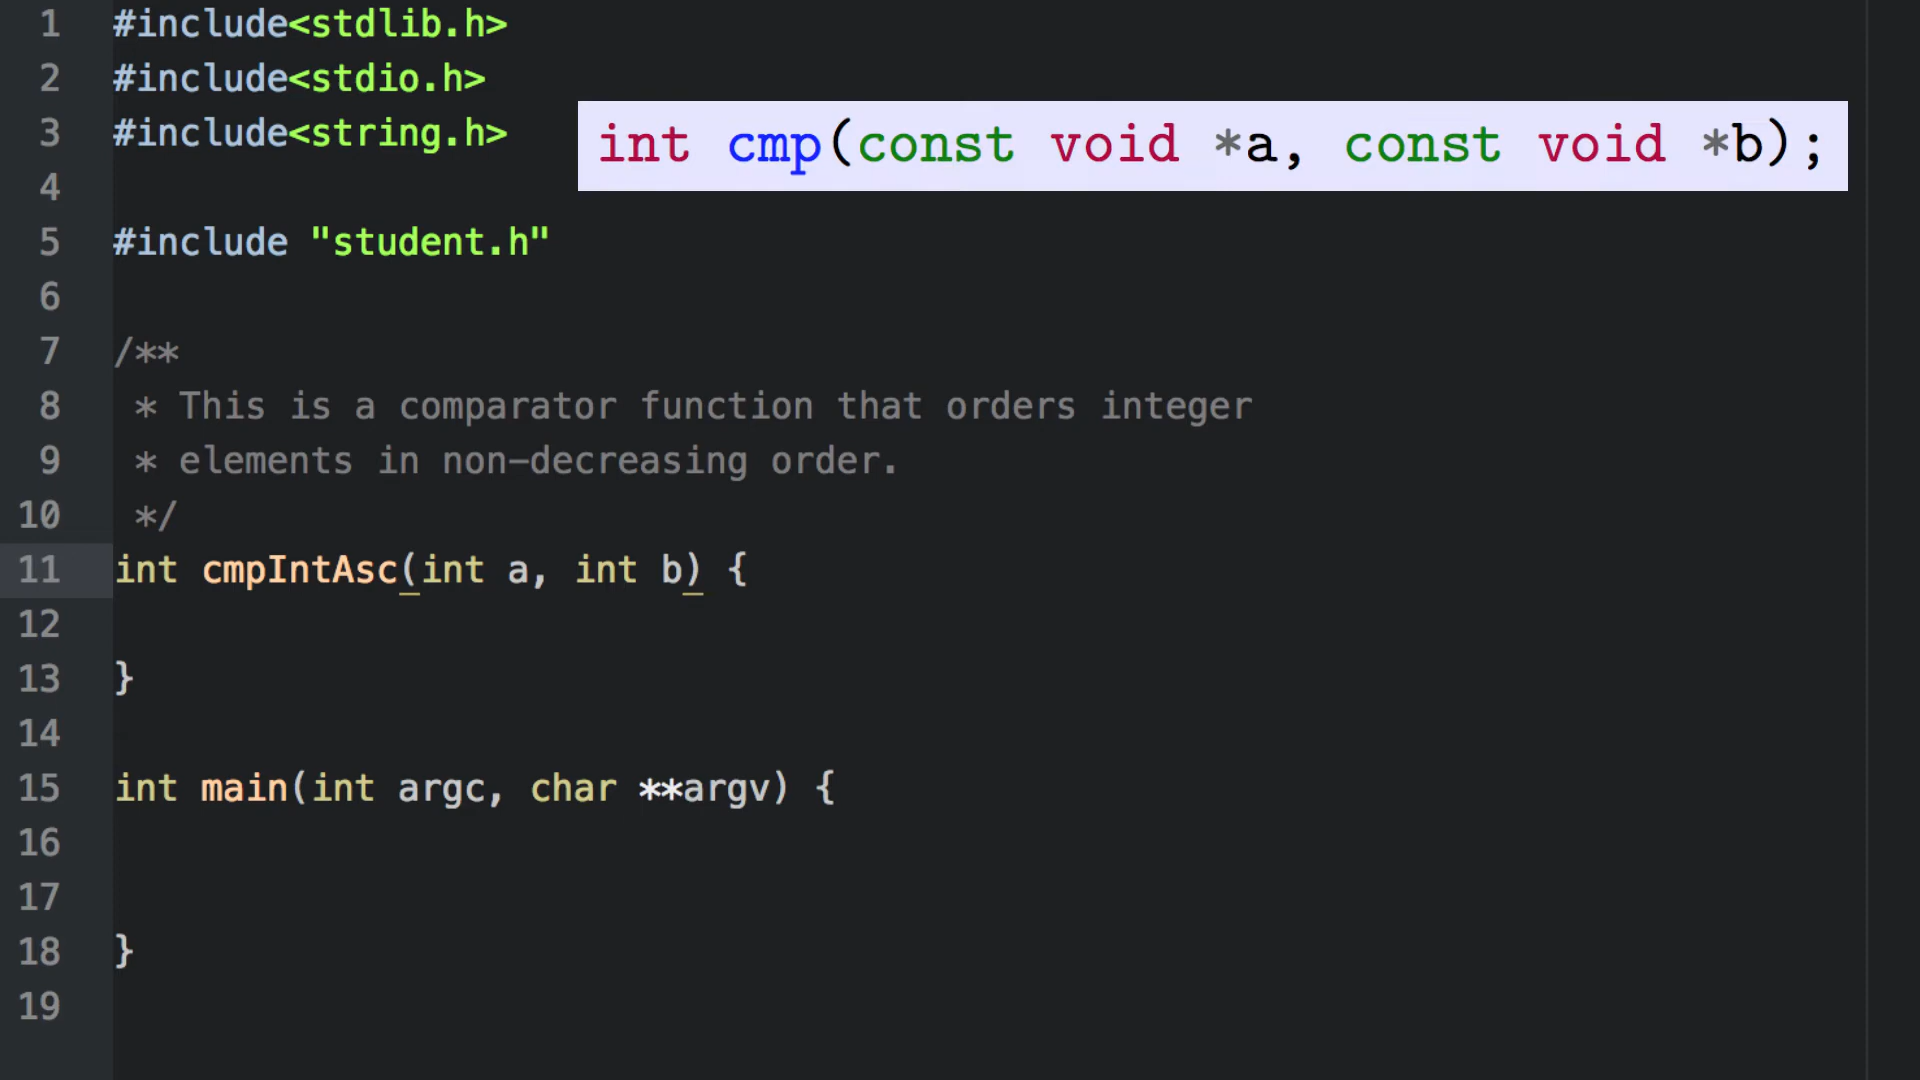 1 #include<stdlib.h>
2 #include<stdio.h>
3 #include<string.h>
int cmp(const void *a, const void *b);
4
5 #include "student.h"
6
7 /**
8  * This is a comparator function that orders integer
9  * elements in non-decreasing order.
10  */
11 int cmpIntAsc(int a, int b) {
12
13 }
14
15 int main(int argc, char **argv) {
16
17
18 }
19